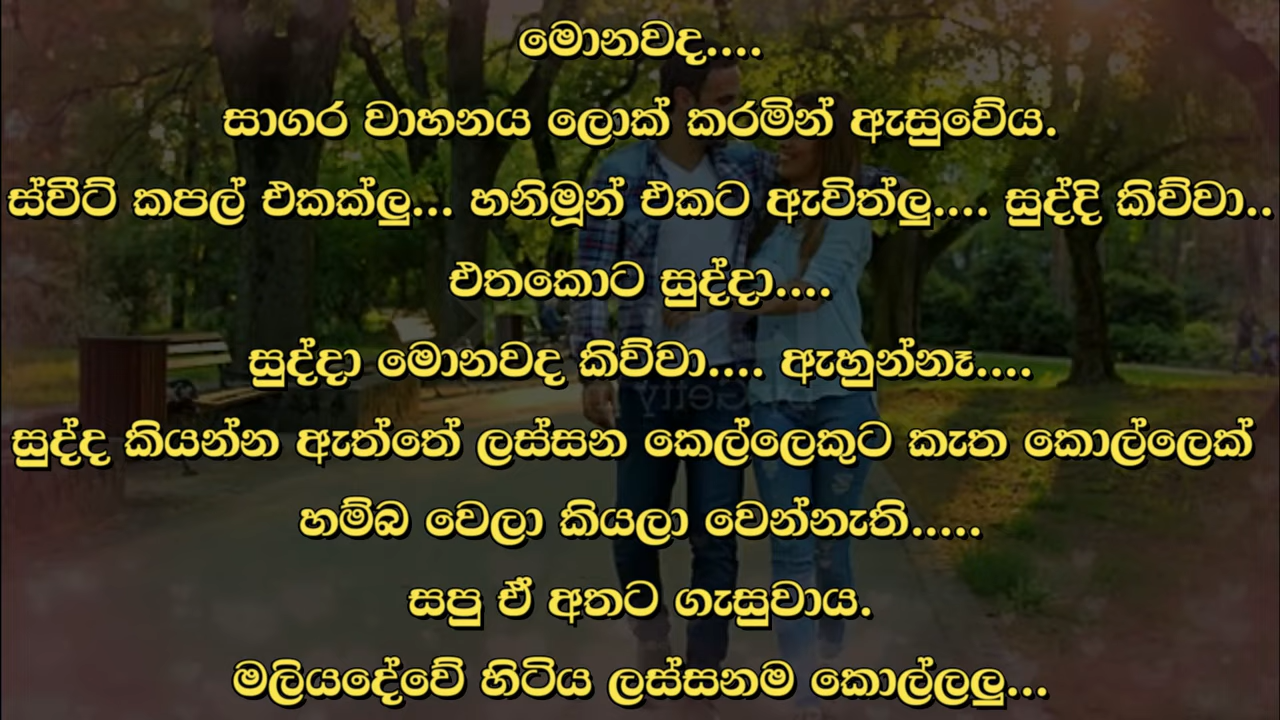 මොනවද....
සාගර වාහනය ලොක් කරමින් ඇසුවේය.
ස්වීට් කපල් එකක්ලු... හනිමූන් එකට ඇවිත්ලු.... සුද්දි කිව්වා..
එතකොට සුද්දා....
සුද්දා මොනවද කිව්වා.... ඇහුන්නෑ....
සුද්ද කියන්න ඇත්තේ ලස්සන කෙල්ලෙකුට කැත කොල්ලෙක්
හම්බ වෙලා කියලා වෙන්නැති.....
සපු ඒ අතට ගැසුවාය.
මලියදේවේ හිටිය ලස්සනම කොල්ලලු...